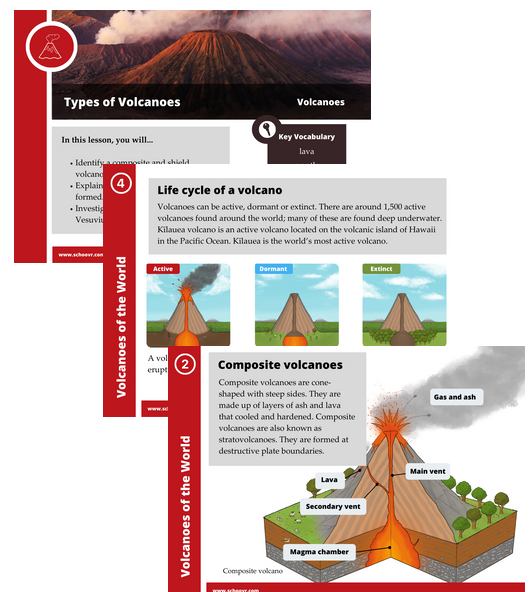 Types of Volcanoes
Volcanoes
In this lesson, you will...
• Identify a composite and shield
• Explain
formed.
• Investig
Vesuviu
Key Vocabulary
lava
www.schoovr.com
4
Volcanoes of the World
Life cycle of a volcano
Volcanoes can be active, dormant or extinct. There are around 1,500 active
volcanoes found around the world; many of these are found deep underwater.
Kīlauea volcano is an active volcano located on the volcanic island of Hawaii
in the Pacific Ocean. Kīlauea is the world's most active volcano.
Active
Dormant
Extinct
A vol
erupt
2
Volcanoes of the World
Composite volcanoes
Composite volcanoes are cone-
shaped with steep sides. They are
made up of layers of ash and lava
that cooled and hardened. Composite
volcanoes are also known as
stratovolcanoes. They are formed at
destructive plate boundaries.
Gas and ash
Main vent
Lava
Secondary vent
Magma chamber
Composite volcano
www.schoovr.com